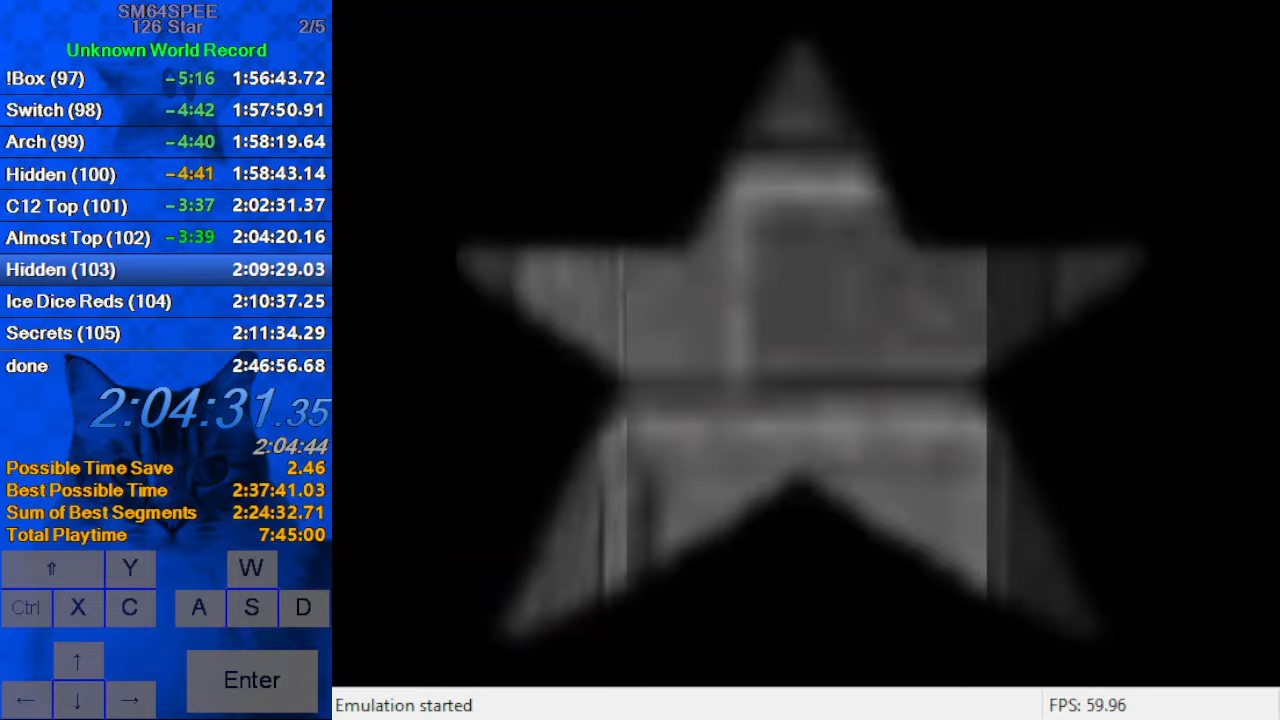 SM64SPEE
126 Star 2/5
Unknown World Record
!Box (97) −5:16 1:56:43.72
Switch (98) −4:42 1:57:50.91
Arch (99) −4:40 1:58:19.64
Hidden (100) −4:41 1:58:43.14
C12 Top (101) −3:37 2:02:31.37
Almost Top (102) −3:39 2:04:20.16
Hidden (103) 2:09:29.03
Ice Dice Reds (104) 2:10:37.25
Secrets (105) 2:11:34.29
done 2:46:56.68
2:04:31.35
2:04:44
Possible Time Save 2.46
Best Possible Time 2:37:41.03
Sum of Best Segments 2:24:32.71
Total Playtime 7:45:00
⇧ Y W
Ctrl X C A S D
↑
← ↓ → Enter
Emulation started FPS: 59.96